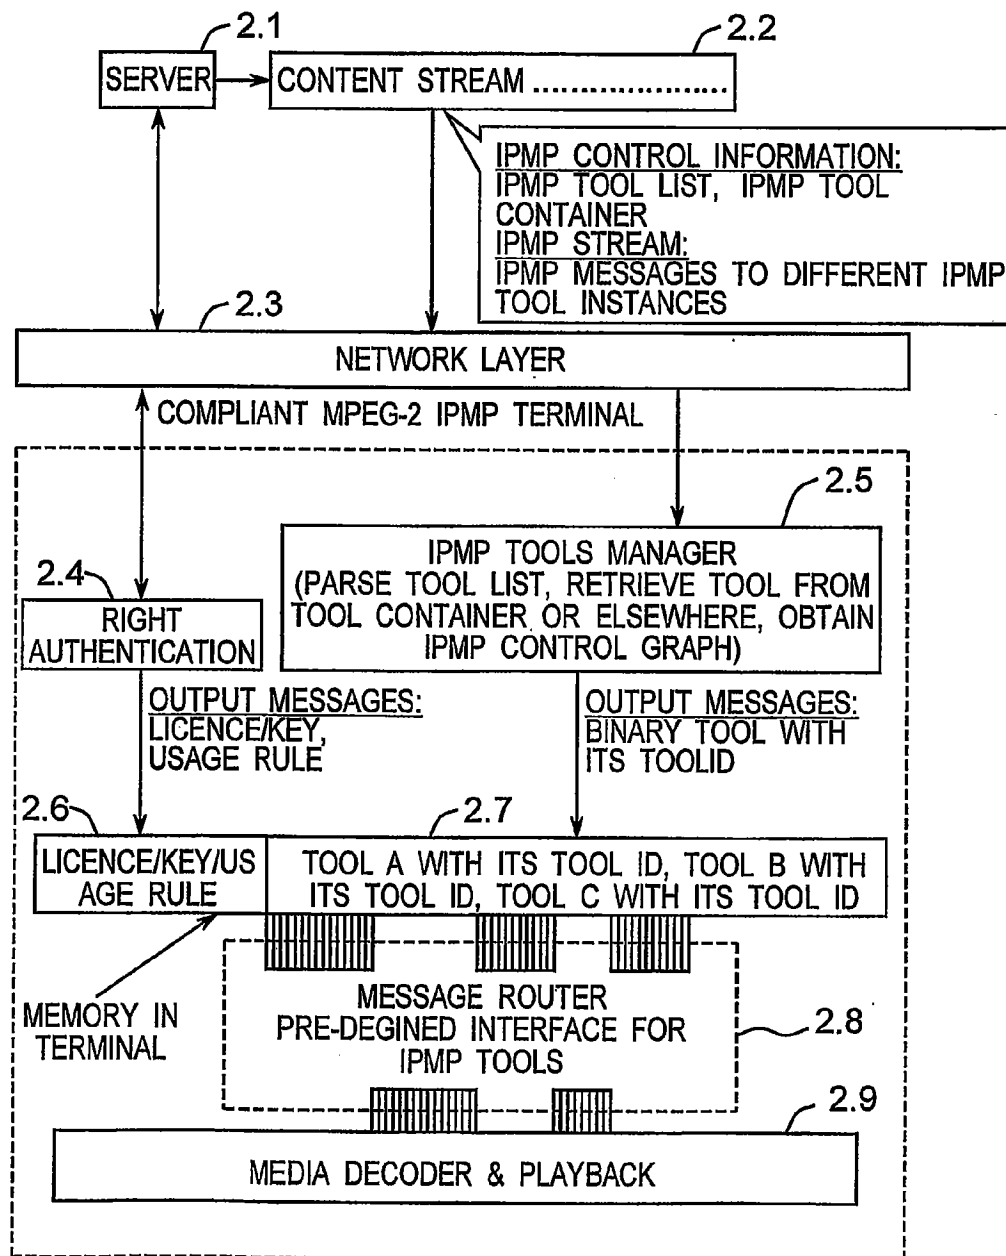 2.1
2.2
SERVER
CONTENT STREAM ........................
IPMP CONTROL INFORMATION:
IPMP TOOL LIST, IPMP TOOL
CONTAINER
IPMP STREAM:
IPMP MESSAGES TO DIFFERENT IPMP
TOOL INSTANCES
2.3
NETWORK LAYER
COMPLIANT MPEG-2 IPMP TERMINAL
2.5
IPMP TOOLS MANAGER
(PARSE TOOL LIST, RETRIEVE TOOL FROM
TOOL CONTAINER OR ELSEWHERE, OBTAIN
IPMP CONTROL GRAPH)
2.4
RIGHT
AUTHENTICATION
OUTPUT MESSAGES:
LICENCE/KEY,
USAGE RULE
OUTPUT MESSAGES:
BINARY TOOL WITH
ITS TOOLID
2.6
2.7
LICENCE/KEY/US
AGE RULE
TOOL A WITH ITS TOOL ID, TOOL B WITH
ITS TOOL ID, TOOL C WITH ITS TOOL ID
MEMORY IN
TERMINAL
MESSAGE ROUTER
PRE-DEGINED INTERFACE FOR
IPMP TOOLS
2.8
2.9
MEDIA DECODER & PLAYBACK